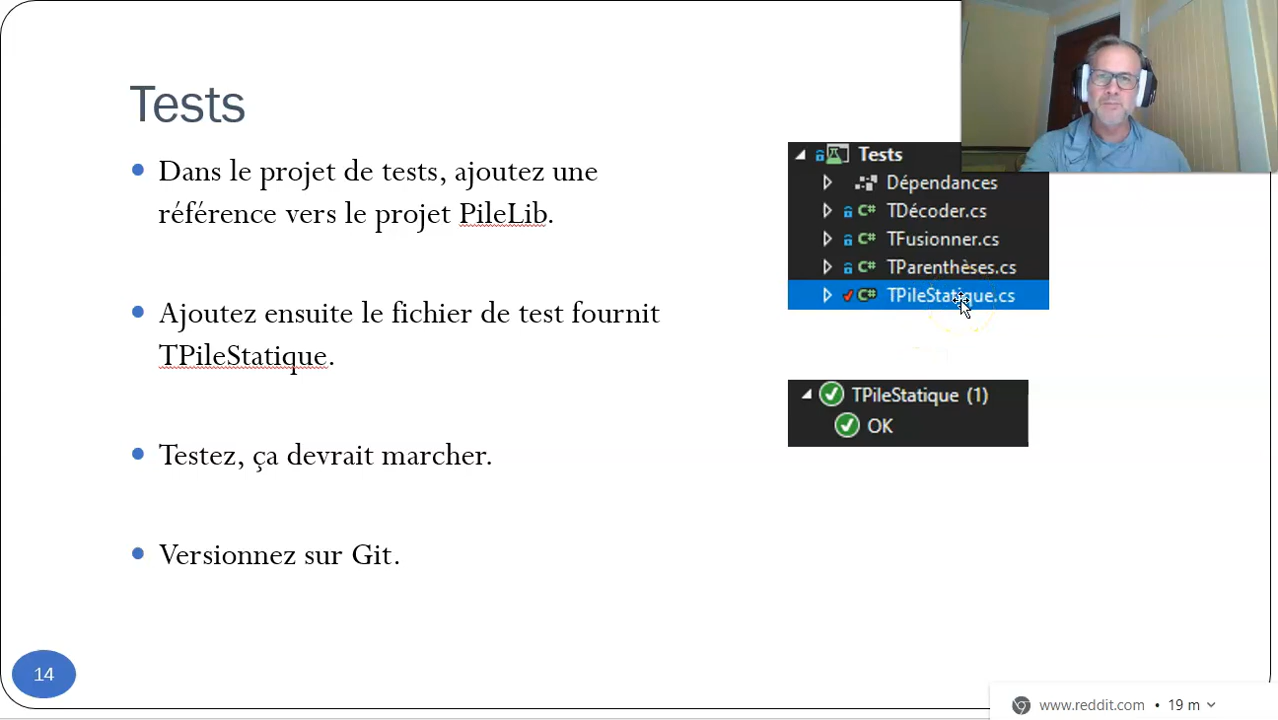 Tests
Dans le projet de tests, ajoutez une
référence vers le projet PileLib.
Ajoutez ensuite le fichier de test fournit
TPileStatique.
Testez, ça devrait marcher.
Versionnez sur Git.
14
Tests
Dépendances
C# TDécoder.cs
C# TFusionner.cs
C# TParenthèses.cs
C# TPileStatique.cs
TPileStatique (1)
OK
www.reddit.com • 19 m